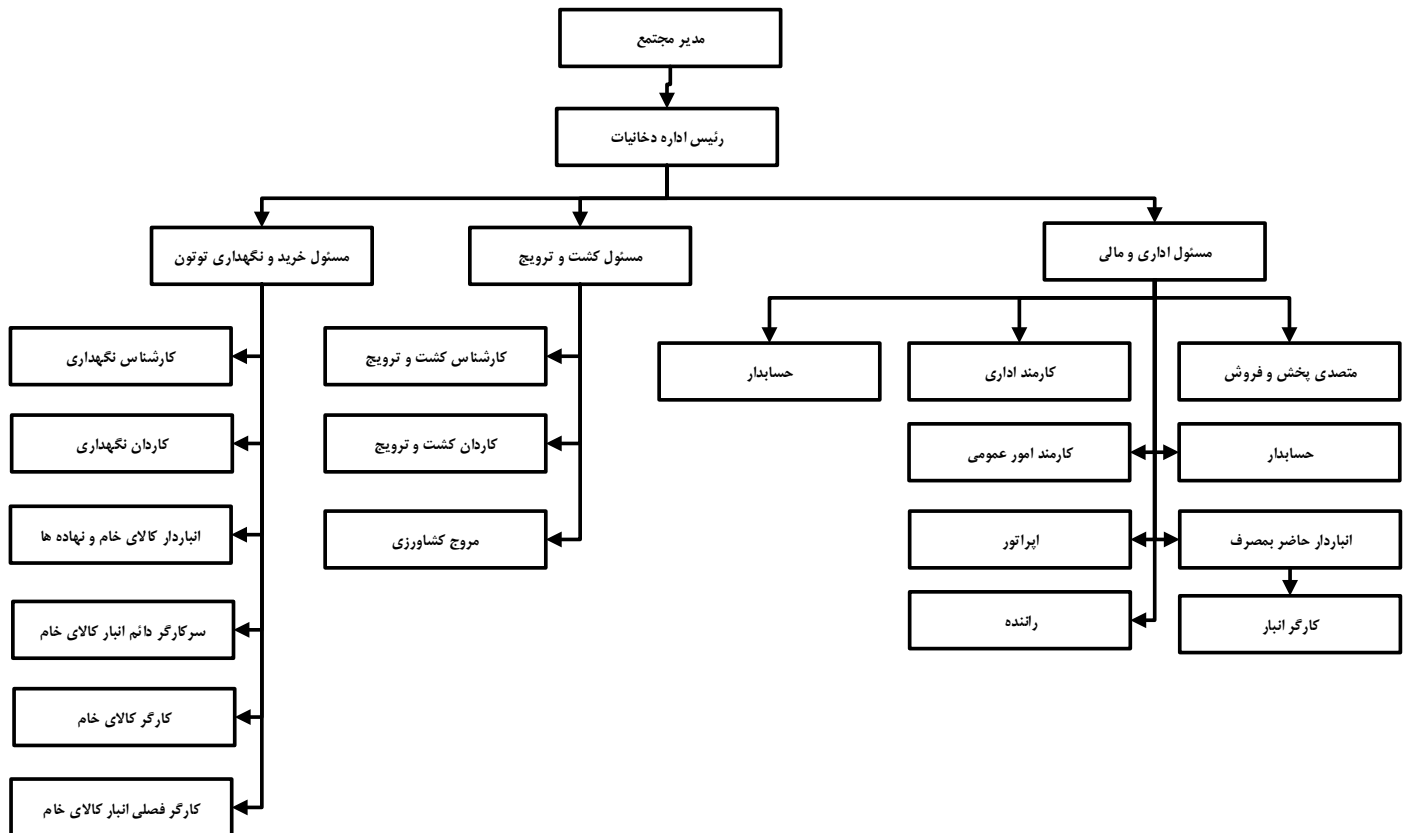 مدیر مجتمع
رئیس اداره دخانیات
مسئول اداری و مالی
مسئول کشت و ترویج
مسئول خرید و نگهداری توتون
متصدی پخش و فروش
کارمند اداری
حسابدار
کارشناس کشت و ترویج
کارشناس نگهداری
حسابدار
کارمند امور عمومی
کاردان کشت و ترویج
کاردان نگهداری
انباردار حاضر بمصرف
اپراتور
مروج کشاورزی
انباردار کالای خام و نهاده ها
کارگر انبار
راننده
سرکارگر دائم انبار کالای خام
کارگر کالای خام
کارگر فصلی انبار کالای خام